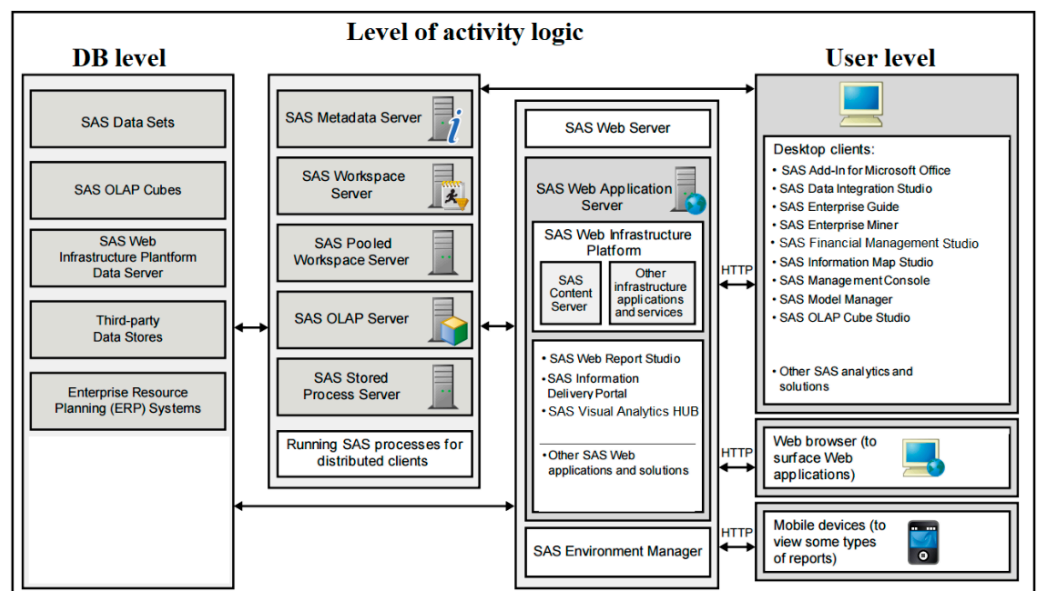 Level of activity logic
DB level
User level
SAS Data Sets
SAS OLAP Cubes
SAS Web
Infrastructure Plantform
Data Server
Third-party
Data Stores
Enterprise Resource
Planning (ERP) Systems
SAS Metadata Server
SAS Workspace
Server
SAS Pooled
Workspace Server
SAS OLAP Server
SAS Stored
Process Server
Running SAS processes for
distributed clients
SAS Web Server
SAS Web Application
Server
SAS Web Infrastructure
Platform
SAS
Content
Server
Other
infrastructure
applications
and services
• SAS Web Report Studio
• SAS Information
Delivery Portal
• SAS Visual Analytics HUB
• Other SAS Web
applications and solutions
SAS Environment Manager
HTTP
HTTP
HTTP
Desktop clients:
• SAS Add-In for Microsoft Office
• SAS Data Integration Studio
• SAS Enterprise Guide
• SAS Enterprise Miner
• SAS Financial Management Studio
• SAS Information Map Studio
• SAS Management Console
• SAS Model Manager
• SAS OLAP Cube Studio
• Other SAS analytics and
solutions
Web browser (to
surface Web
applications)
Mobile devices (to
view some types
of reports)